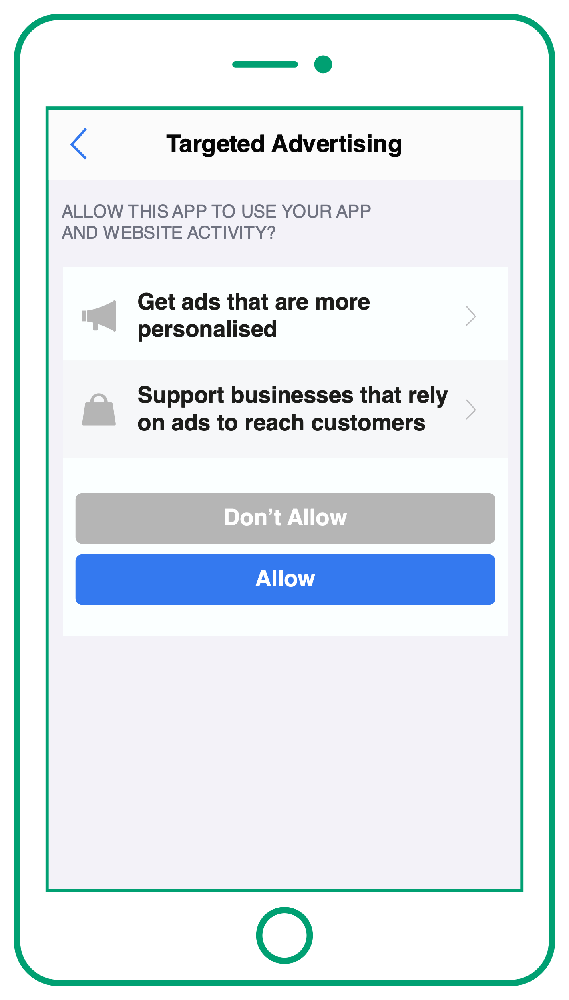 Targeted Advertising
ALLOW THIS APP TO USE YOUR APP
AND WEBSITE ACTIVITY?
Get ads that are more
personalised
Support businesses that rely
on ads to reach customers
Don’t Allow
Allow